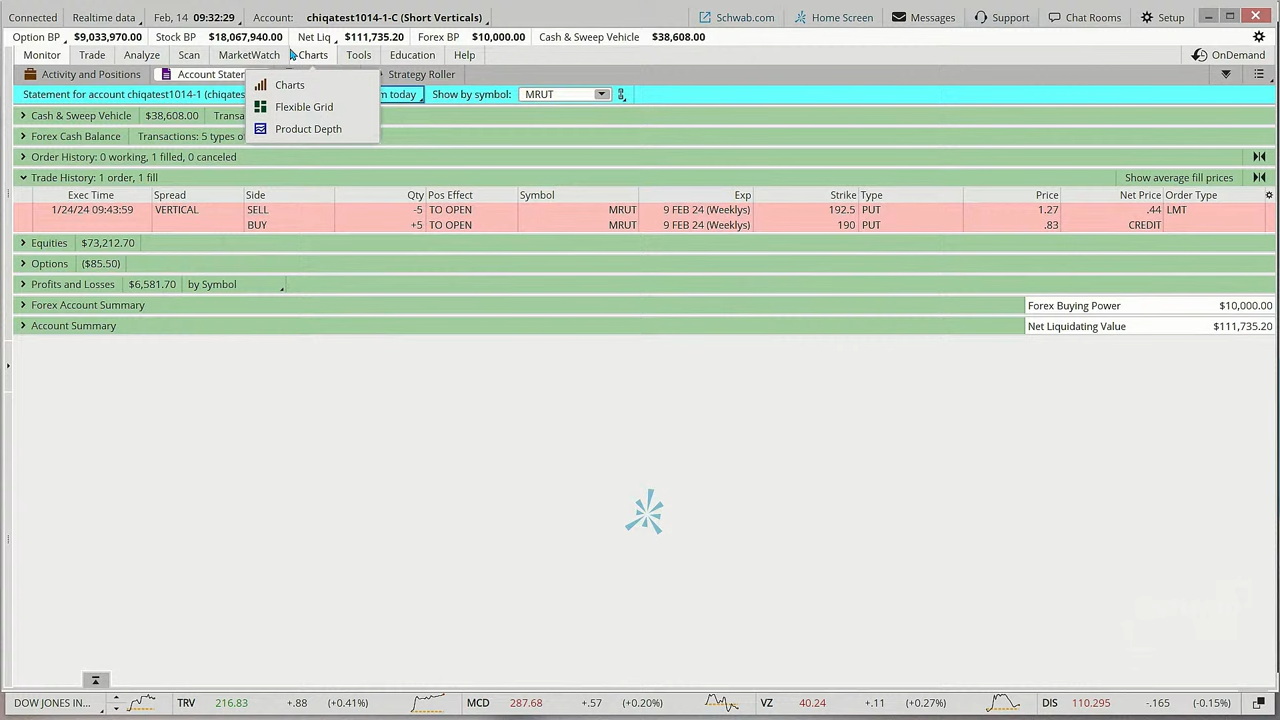 Connected Realtime data Feb, 14 09:32:29 Account: chiqatest1014-1-C (Short Verticals) Schwab.com Home Screen Messages Support Chat Rooms Setup
Option BP $9,033,970.00 Stock BP $18,067,940.00 Net Liq $111,735.20 Forex BP $10,000.00 Cash & Sweep Vehicle $38,608.00
Monitor Trade Analyze Scan MarketWatch Charts Tools Education Help OnDemand
Activity and Positions Account Statem Strategy Roller
Charts
Flexible Grid
Product Depth
Statement for account chiqatest1014-1 (chiqates m today Show by symbol: MRUT
Cash & Sweep Vehicle $38,608.00 Transa
Forex Cash Balance Transactions: 5 types of
Order History: 0 working, 1 filled, 0 canceled
Trade History: 1 order, 1 fill Show average fill prices
Exec Time Spread Side Qty Pos Effect Symbol Exp Strike Type Price Net Price Order Type
1/24/24 09:43:59 VERTICAL SELL -5 TO OPEN MRUT 9 FEB 24 (Weeklys) 192.5 PUT 1.27 .44 LMT
BUY +5 TO OPEN MRUT 9 FEB 24 (Weeklys) 190 PUT .83 CREDIT
Equities $73,212.70
Options ($85.50)
Profits and Losses $6,581.70 by Symbol
Forex Account Summary Forex Buying Power $10,000.00
Account Summary Net Liquidating Value $111,735.20
DOW JONES IN... TRV 216.83 +.88 (+0.41%) MCD 287.68 +.57 (+0.20%) VZ 40.24 +.11 (+0.27%) DIS 110.295 -.165 (-0.15%)